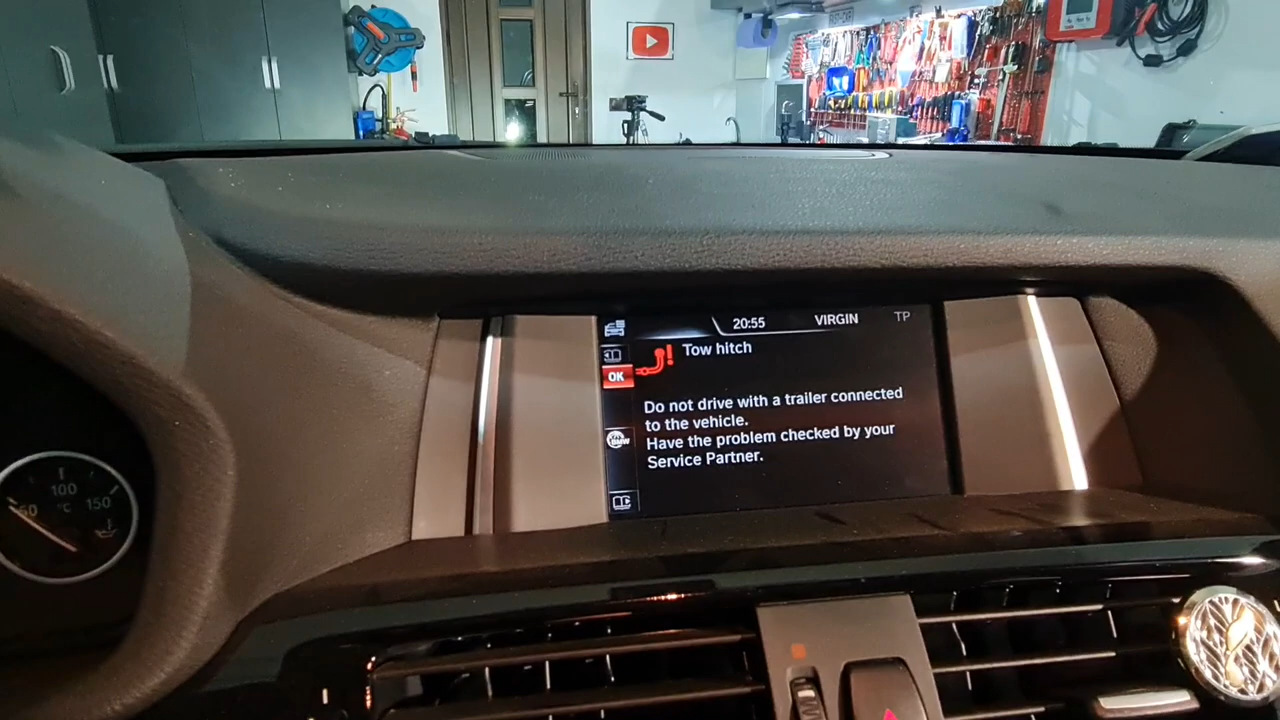 20:55 VIRGIN TP
Tow hitch
OK
Do not drive with a trailer connected
to the vehicle.
Have the problem checked by your
Service Partner.
100
50 °C 150